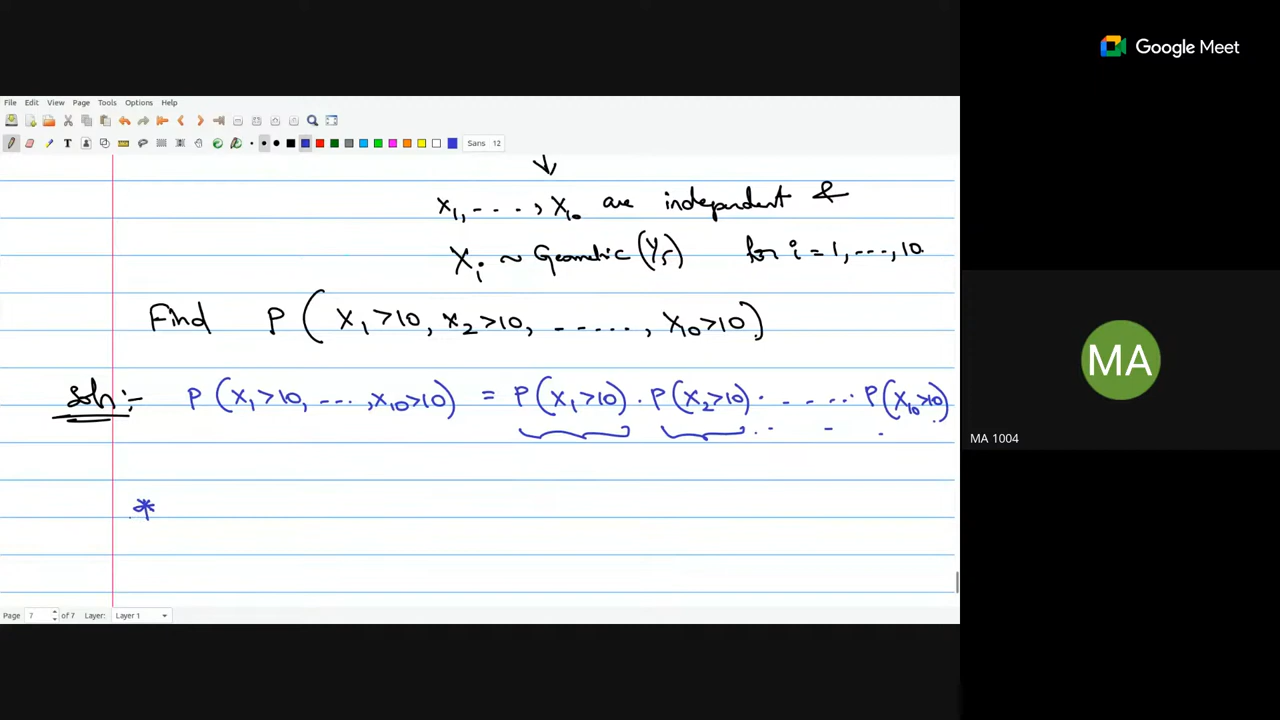 Google Meet
File Edit View Page Tools Options Help
Sans 12
X1, - - - -, X10 are independent &
Xi ~ Geometric (1/5) for i = 1, ---, 10.
Find P ( X1 >10, X2 >10, - - - - -, X10 >10 )
Soln :- P (X1 >10, - - -, X10 >10) = P(X1 >10) . P(X2 >10) . - - - - . P(X10 >10)
*
MA
MA 1004
Page 7 of 7 Layer: Layer 1